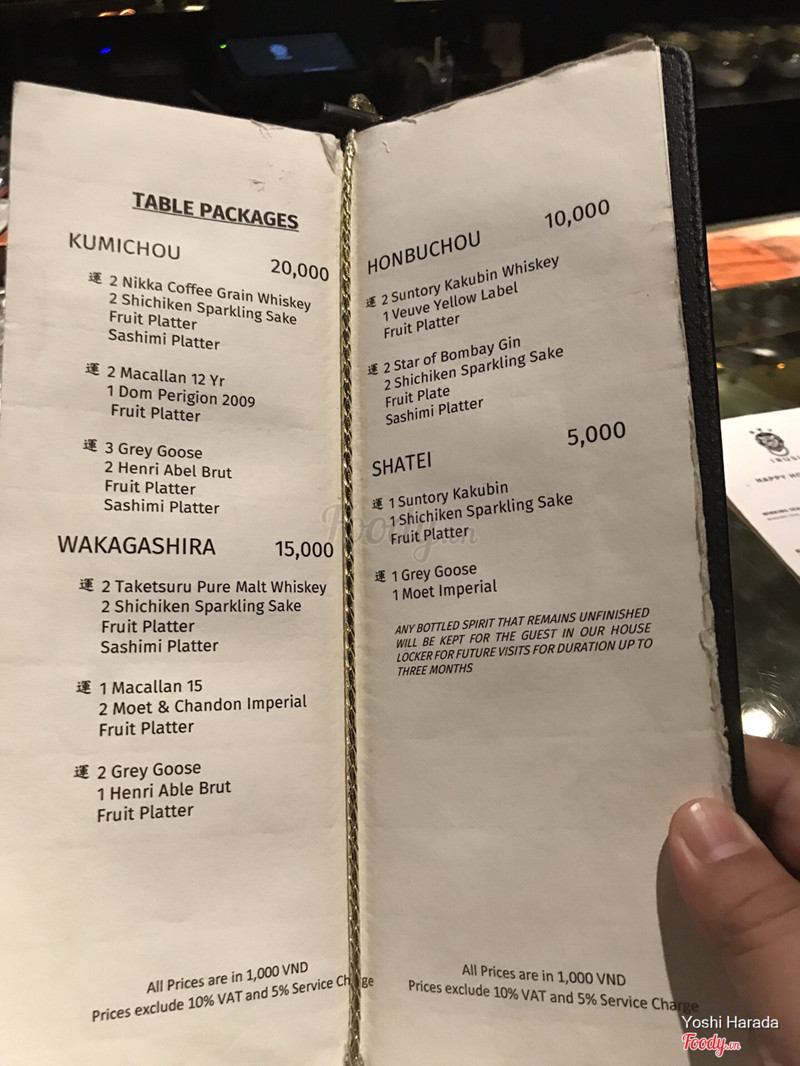 TABLE PACKAGES
KUMICHOU
20,000
運 2 Nikka Coffee Grain Whiskey
2 Shichiken Sparkling Sake
Fruit Platter
Sashimi Platter
運 2 Macallan 12 Yr
1 Dom Perigion 2009
Fruit Platter
運 3 Grey Goose
2 Henri Abel Brut
Fruit Platter
Sashimi Platter
WAKAGASHIRA 15,000
運 2 Taketsuru Pure Malt Whiskey
2 Shichiken Sparkling Sake
Fruit Platter
Sashimi Platter
運 1 Macallan 15
2 Moet & Chandon Imperial
Fruit Platter
運 2 Grey Goose
1 Henri Able Brut
Fruit Platter
All Prices are in 1,000 VND
Prices exclude 10% VAT and 5% Service Charge
HONBUCHOU 10,000
運 2 Suntory Kakubin Whiskey
1 Veuve Yellow Label
Fruit Platter
運 2 Star of Bombay Gin
2 Shichiken Sparkling Sake
Fruit Plate
Sashimi Platter
SHATEI 5,000
運 1 Suntory Kakubin
1 Shichiken Sparkling Sake
Fruit Platter
運 1 Grey Goose
1 Moet Imperial
ANY BOTTLED SPIRIT THAT REMAINS UNFINISHED
WILL BE KEPT FOR THE GUEST IN OUR HOUSE
LOCKER FOR FUTURE VISITS FOR DURATION UP TO
THREE MONTHS
All Prices are in 1,000 VND
Prices exclude 10% VAT and 5% Service Charge
HAPPY
Foody.vn
Yoshi Harada
Foody.vn